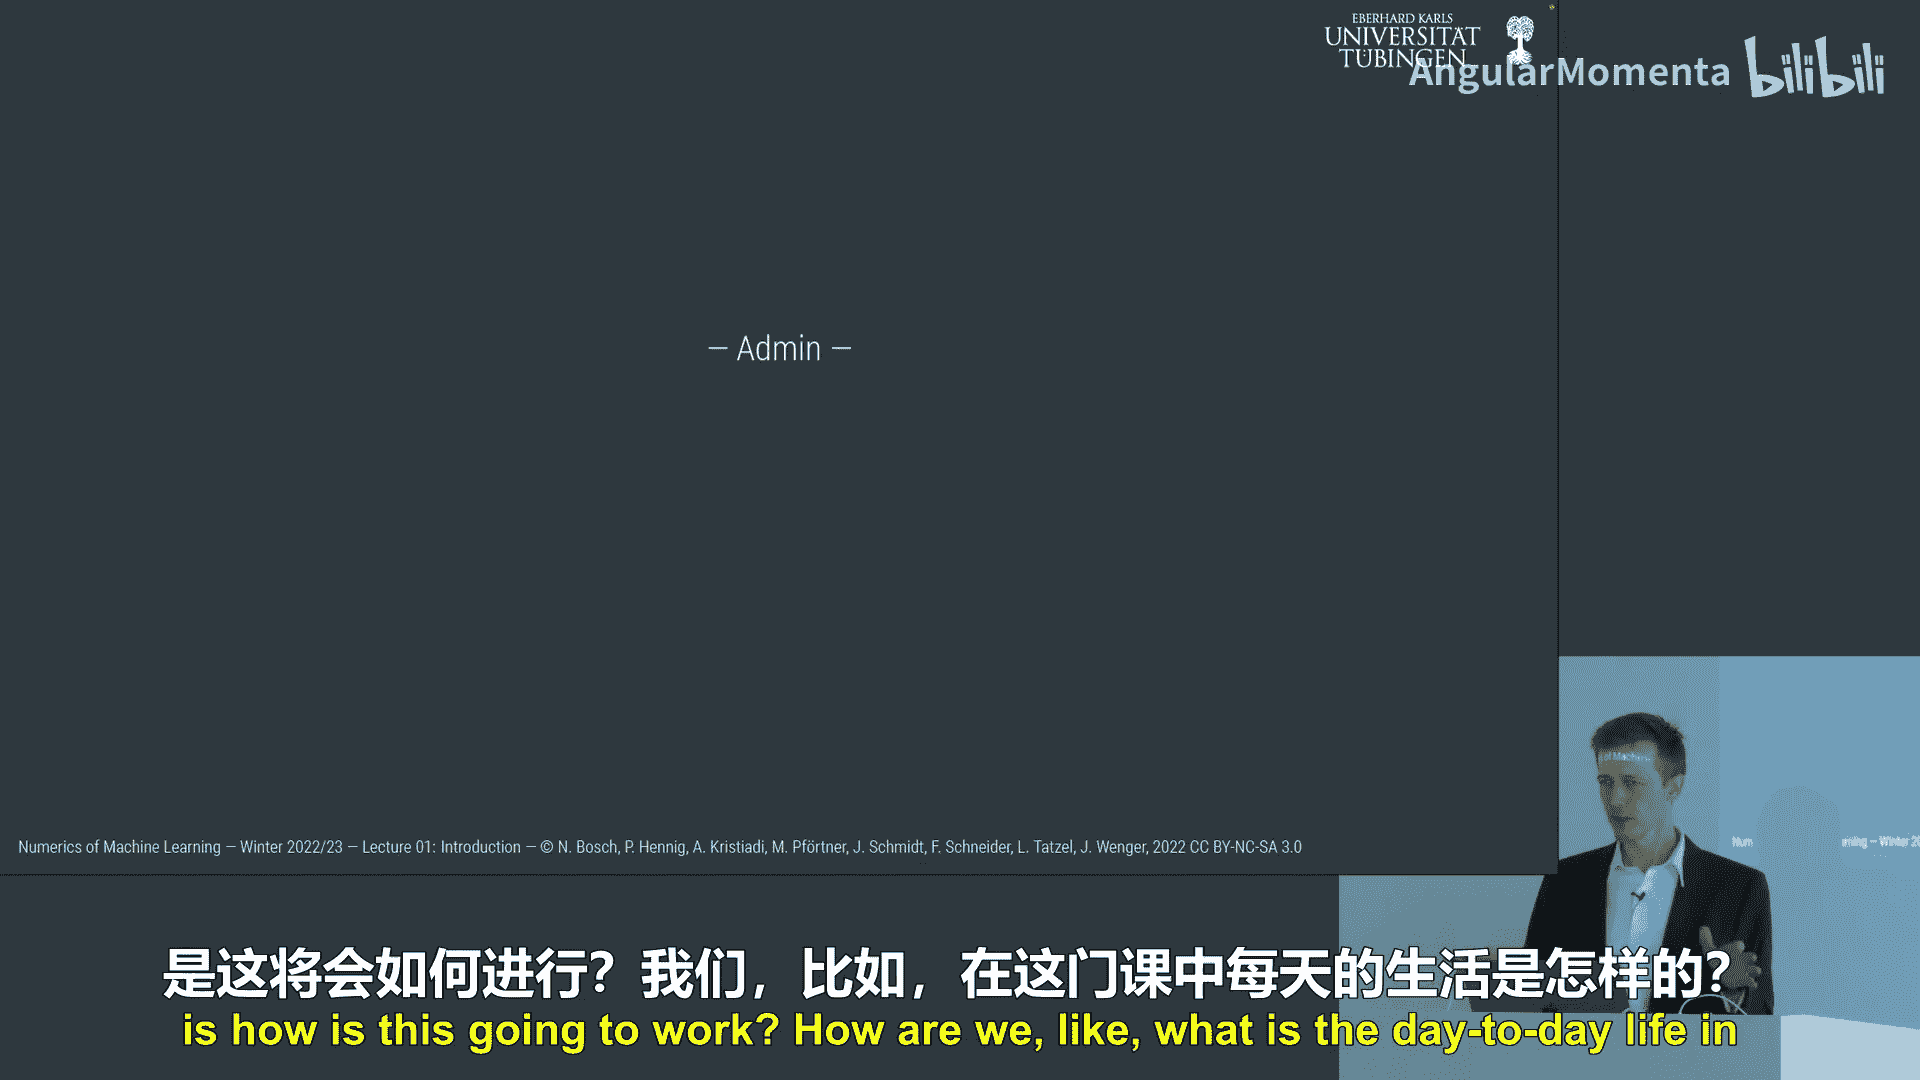 EBERHARD KARLS
UNIVERSITÄT
TÜBINGEN
AngularMomenta bilibili
— Admin —
Numerics of Machine Learning — Winter 2022/23 — Lecture 01: Introduction — © N. Bosch, P. Hennig, A. Kristiadi, M. Pförtner, J. Schmidt, F. Schneider, L. Tatzel, J. Wenger, 2022 CC BY-NC-SA 3.0
是这将会如何进行？我们，比如，在这门课中每天的生活是怎样的？
is how is this going to work? How are we, like, what is the day-to-day life in